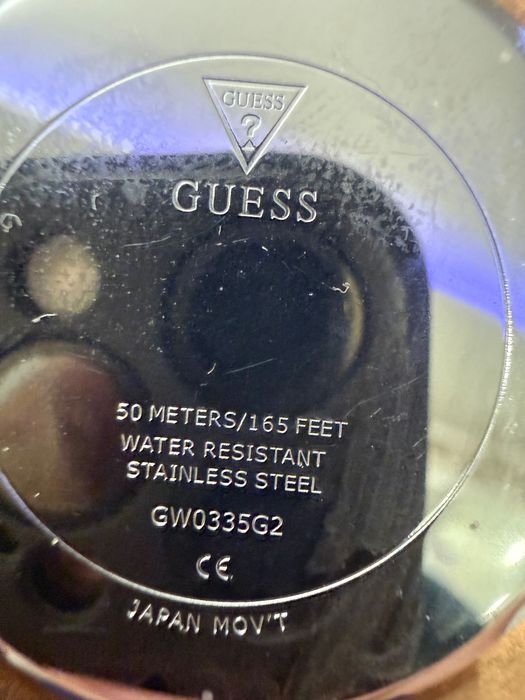 GUESS
?
GUESS
50 METERS/165 FEET
WATER RESISTANT
STAINLESS STEEL
GW0335G2
CE
JAPAN MOV'T